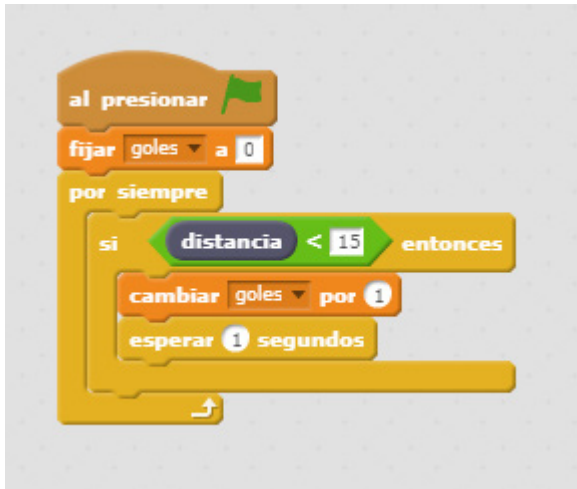 al presionar
fijar goles a 0
por siempre
si distancia < 15 entonces
cambiar goles por 1
esperar 1 segundos